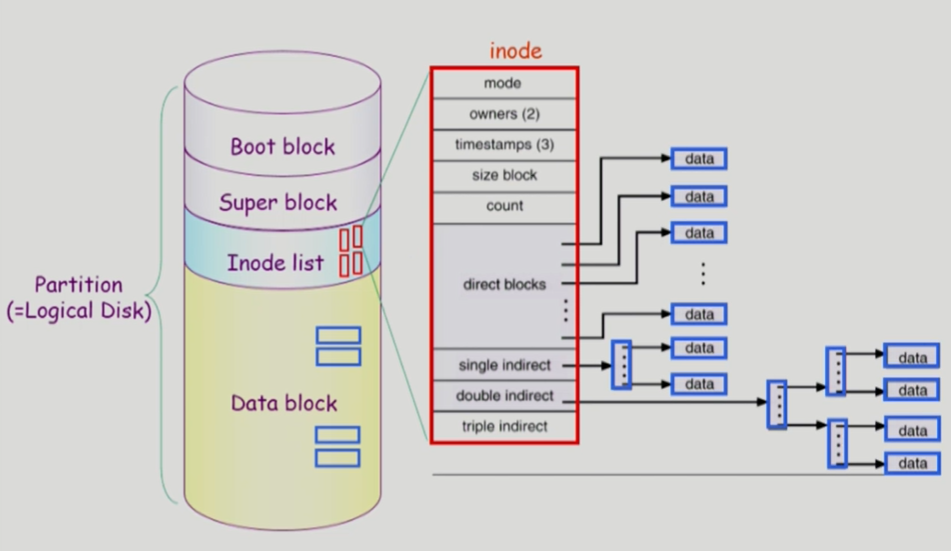 inode
mode
owners (2)
timestamps (3)
size block
count
direct blocks
single indirect
double indirect
triple indirect
Boot block
Super block
Inode list
Data block
Partition
(=Logical Disk)
data
data
data
data
data
data
data
data
data
data